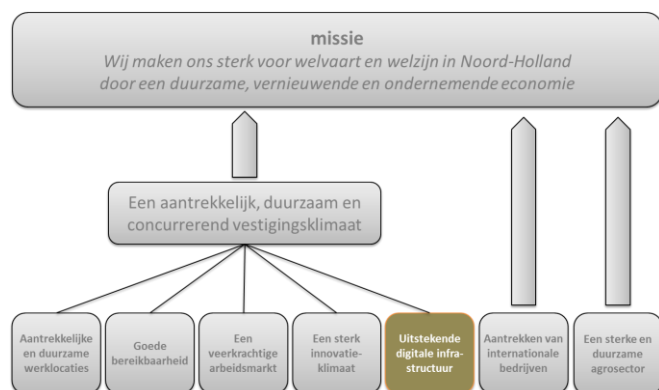 missie
Wij maken ons sterk voor welvaart en welzijn in Noord-Holland
door een duurzame, vernieuwende en ondernemende economie
Een aantrekkelijk, duurzaam en
concurrerend vestigingsklimaat
Aantrekkelijke
en duurzame
werklocaties
Goede
bereikbaarheid
Een
veerkrachtige
arbeidsmarkt
Een sterk
innovatie-
klimaat
Uitstekende
digitale infra-
structuur
Aantrekken van
internationale
bedrijven
Een sterke en
duurzame
agrosector